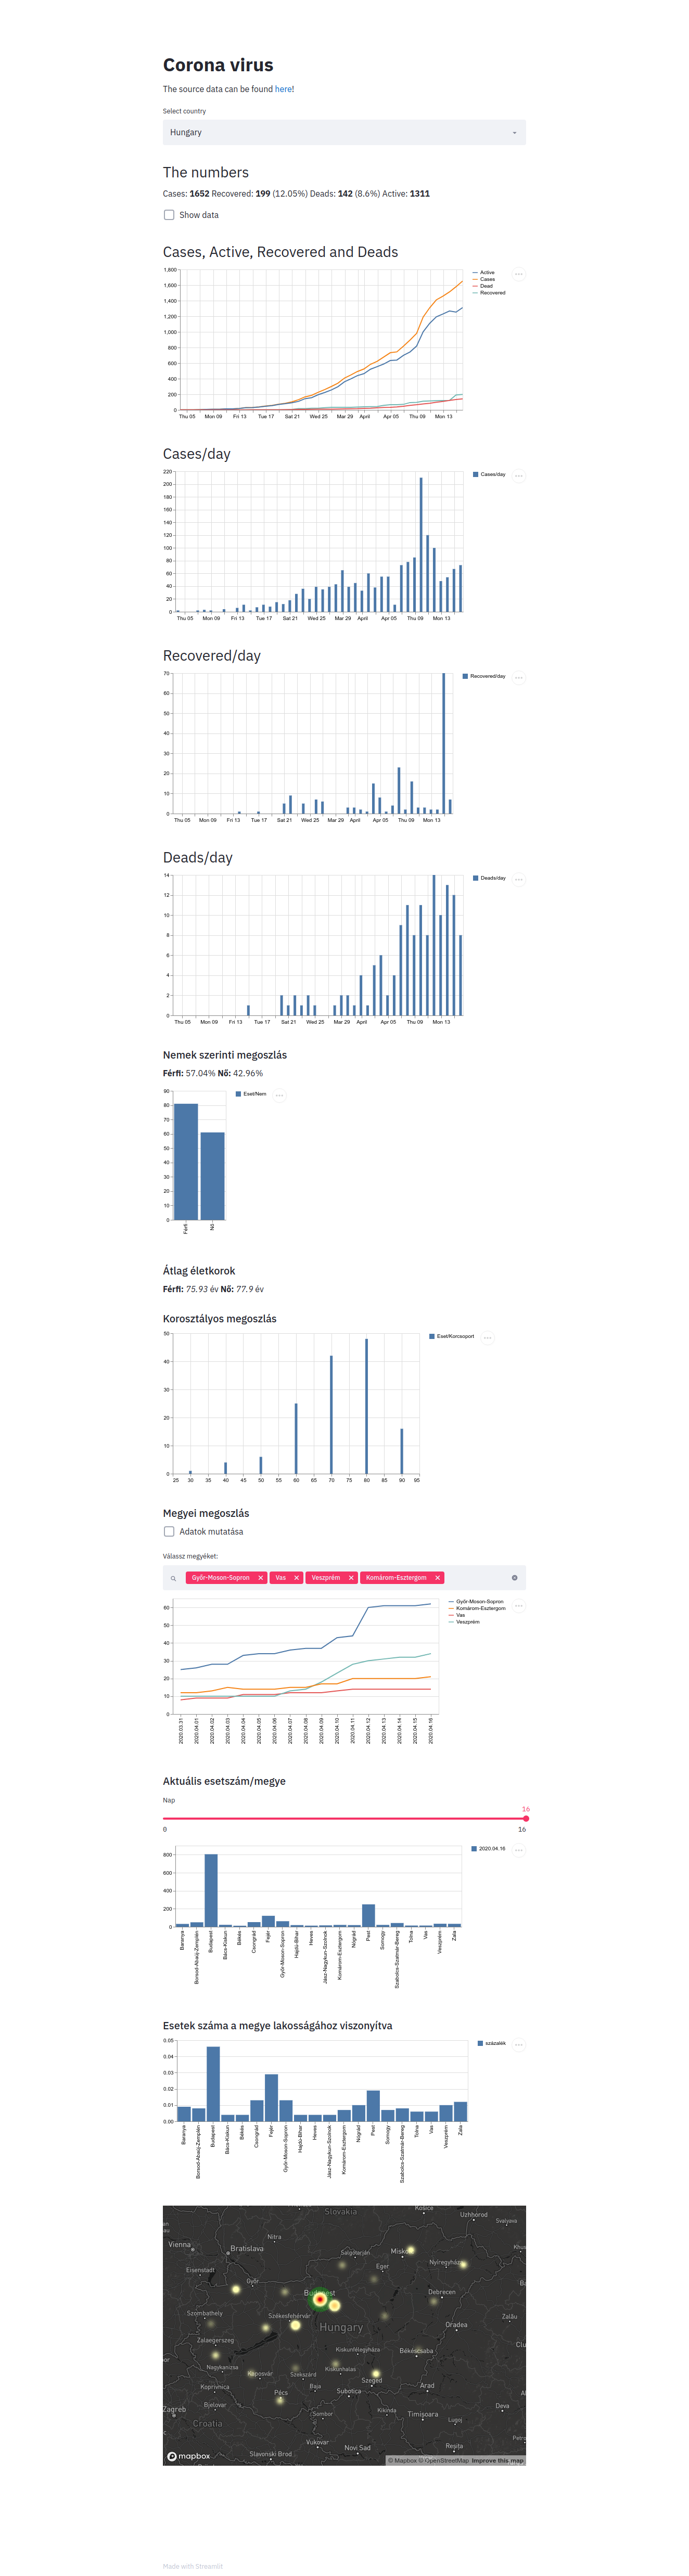 Corona virus
The source data can be found here!
Select country
Hungary
The numbers
Cases: 1652 Recovered: 199 (12.05%) Deads: 142 (8.6%) Active: 1311
Show data
Cases, Active, Recovered and Deads
1,800
1,600
1,400
1,200
1,000
800
600
400
200
0
Thu 05 Mon 09 Fri 13 Tue 17 Sat 21 Wed 25 Mar 29 April Apr 05 Thu 09 Mon 13
Active
Cases
Dead
Recovered
Cases/day
220
200
180
160
140
120
100
80
60
40
20
0
Thu 05 Mon 09 Fri 13 Tue 17 Sat 21 Wed 25 Mar 29 April Apr 05 Thu 09 Mon 13
Cases/day
Recovered/day
70
60
50
40
30
20
10
0
Thu 05 Mon 09 Fri 13 Tue 17 Sat 21 Wed 25 Mar 29 April Apr 05 Thu 09 Mon 13
Recovered/day
Deads/day
14
12
10
8
6
4
2
0
Thu 05 Mon 09 Fri 13 Tue 17 Sat 21 Wed 25 Mar 29 April Apr 05 Thu 09 Mon 13
Deads/day
Nemek szerinti megoszlás
Férfi: 57.04% Nő: 42.96%
90
80
70
60
50
40
30
20
10
0
Férfi
Nő
Eset/Nem
Átlag életkorok
Férfi: 75.93 év Nő: 77.9 év
Korosztályos megoszlás
50
40
30
20
10
0
25 30 35 40 45 50 55 60 65 70 75 80 85 90 95
Eset/Korcsoport
Megyei megoszlás
Adatok mutatása
Válassz megyéket:
Győr-Moson-Sopron Vas Veszprém Komárom-Esztergom
60
50
40
30
20
10
0
2020.03.31
2020.04.01
2020.04.02
2020.04.03
2020.04.04
2020.04.05
2020.04.06
2020.04.07
2020.04.08
2020.04.09
2020.04.10
2020.04.11
2020.04.12
2020.04.13
2020.04.14
2020.04.15
2020.04.16
Győr-Moson-Sopron
Komárom-Esztergom
Vas
Veszprém
Aktuális esetszám/megye
Nap
16
0 16
800
600
400
200
0
Baranya
Borsod-Abaúj-Zemplén
Budapest
Bács-Kiskun
Békés
Csongrád
Fejér
Győr-Moson-Sopron
Hajdú-Bihar
Heves
Jász-Nagykun-Szolnok
Komárom-Esztergom
Nógrád
Pest
Somogy
Szabolcs-Szatmár-Bereg
Tolna
Vas
Veszprém
Zala
2020.04.16
Esetek száma a megye lakosságához viszonyítva
0.05
0.04
0.03
0.02
0.01
0.00
Baranya
Borsod-Abaúj-Zemplén
Budapest
Bács-Kiskun
Békés
Csongrád
Fejér
Győr-Moson-Sopron
Hajdú-Bihar
Heves
Jász-Nagykun-Szolnok
Komárom-Esztergom
Nógrád
Pest
Somogy
Szabolcs-Szatmár-Bereg
Tolna
Vas
Veszprém
Zala
százalék
Slovakia
Košice
Uzhhorod
Svalyava
Nitra
Vienna
Bratislava
Salgótarján
Eger
Nyíregyháza
Eisenstadt
Győr
Budapest
Debrecen
Szombathely
Székesfehérvár
Oradea
Zalău
Hungary
Zalaegerszeg
Kiskunfélegyháza
Békéscsaba
Nagykanizsa
Kaposvár
Szekszárd
Kiskunhalas
Szeged
Koprivnica
Pécs
Baja
Subotica
Arad
Bjelovar
Sombor
Kikinda
Timișoara
Deva
Zagreb
Lugoj
Croatia
Vukovar
Novi Sad
Reșița
Slavonski Brod
mapbox
© Mapbox © OpenStreetMap Improve this map
Made with Streamlit